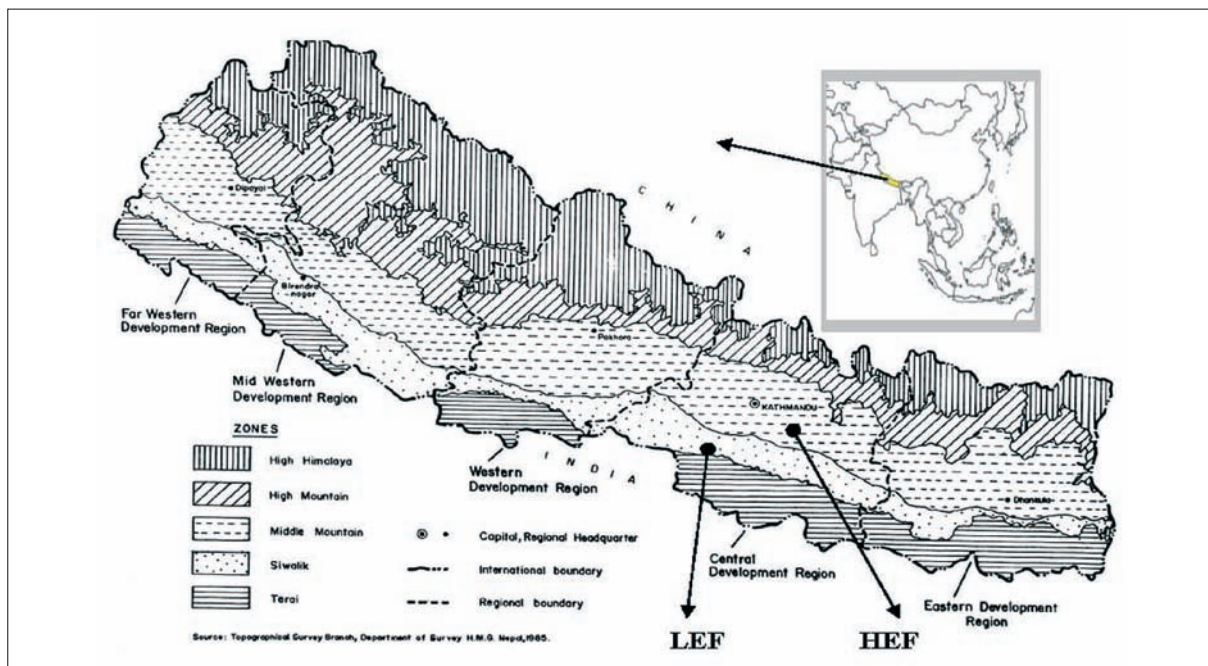 CHINA
Dipayal
Birendra-
nagar
Far Western
Development Region
Pokhara
Mid Western
Development Region
KATHMANDU
ZONES
High Himalaya
High Mountain
Middle Mountain
Siwalik
Terai
INDIA
Western
Development Region
Dhankuta
Capital, Regional Headquarter
International boundary
Regional boundary
Central
Development Region
Eastern Development
Region
Source: Topographical Survey Branch, Department of Survey H.M.G. Nepal, 1985.
LEF
HEF